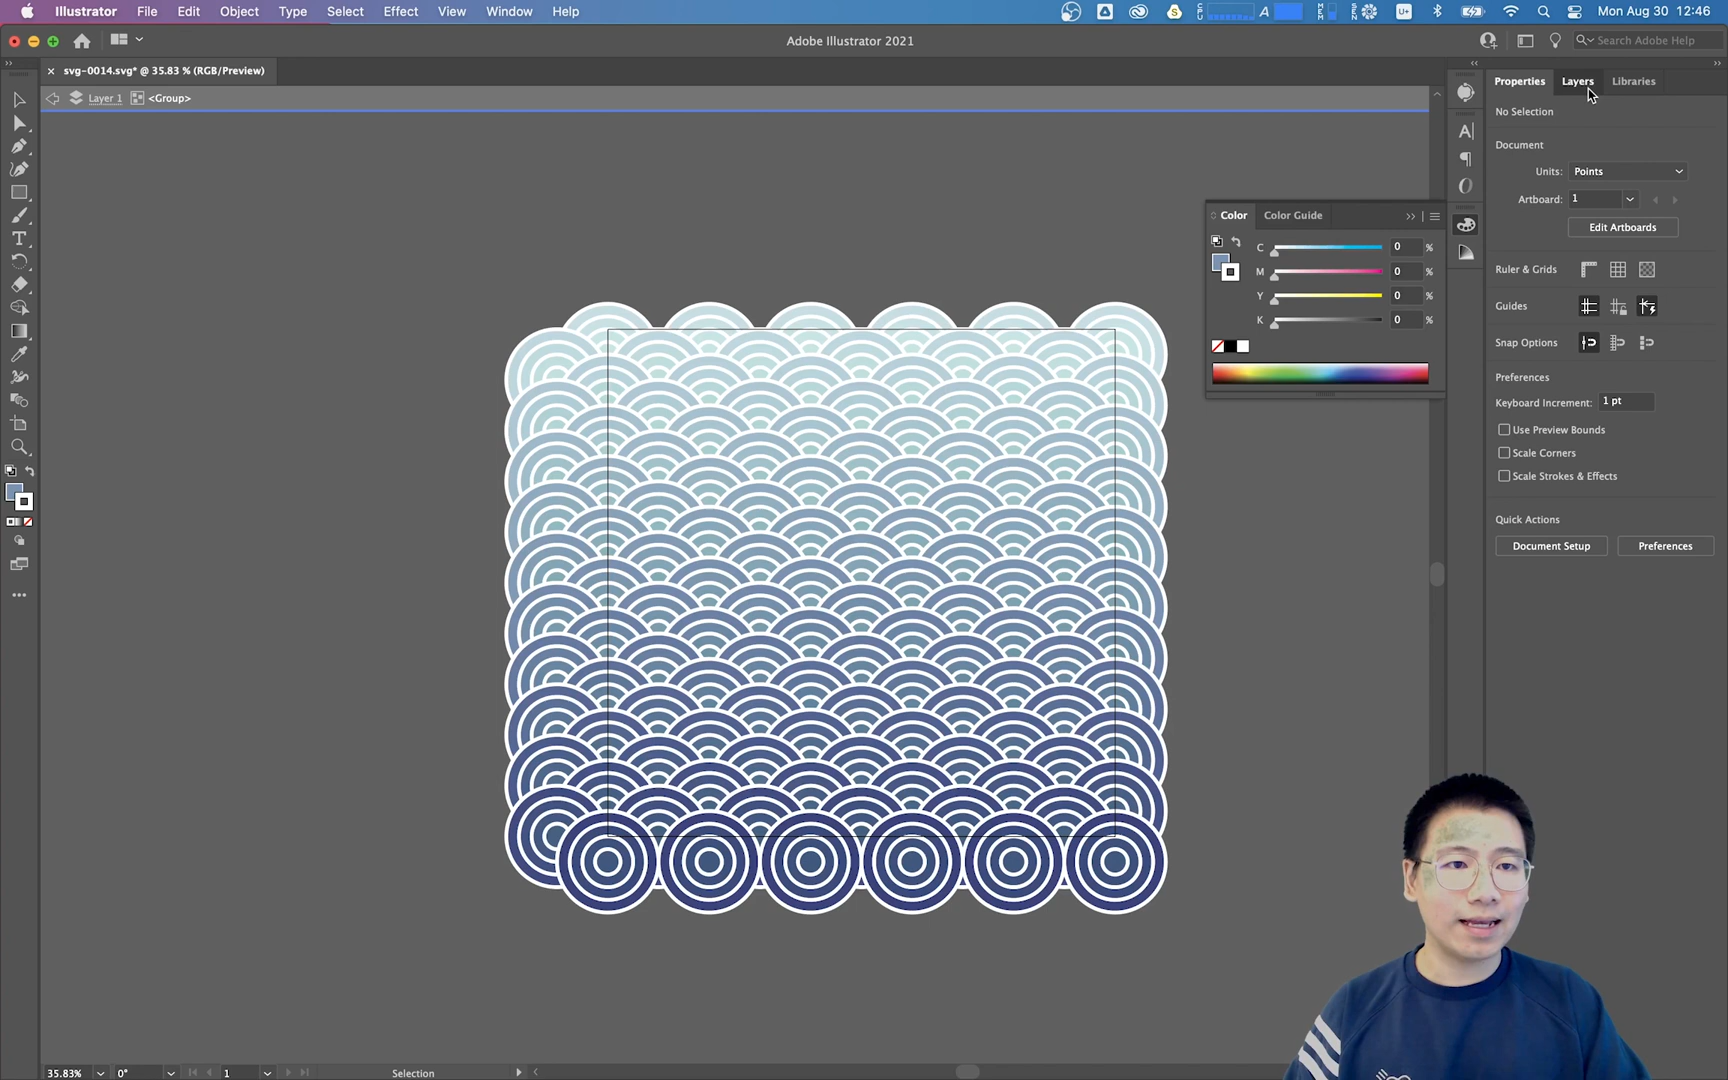 Illustrator File Edit Object Type Select Effect View Window Help
Mon Aug 30 12:46
Adobe Illustrator 2021
Search Adobe Help
svg-0014.svg* @ 35.83 % (RGB/Preview)
Layer 1 <Group>
Properties Layers Libraries
No Selection
Document
Units: Points
Artboard: 1
Edit Artboards
Ruler & Grids
Guides
Snap Options
Preferences
Keyboard Increment: 1 pt
Use Preview Bounds
Scale Corners
Scale Strokes & Effects
Quick Actions
Document Setup Preferences
Color Color Guide
C 0 %
M 0 %
Y 0 %
K 0 %
35.83% 0° 1 Selection